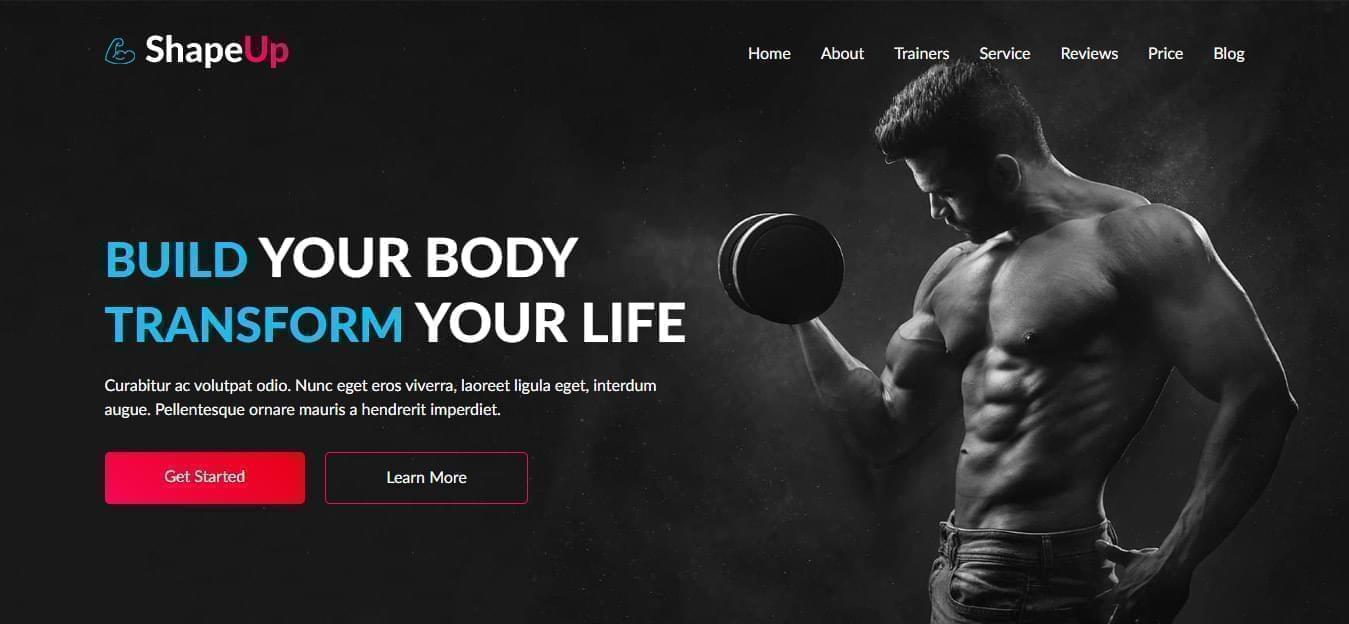 ShapeUp
Home About Trainers Service Reviews Price Blog
BUILD YOUR BODY
TRANSFORM YOUR LIFE
Curabitur ac volutpat odio. Nunc eget eros viverra, laoreet ligula eget, interdum
augue. Pellentesque ornare mauris a hendrerit imperdiet.
Get Started
Learn More